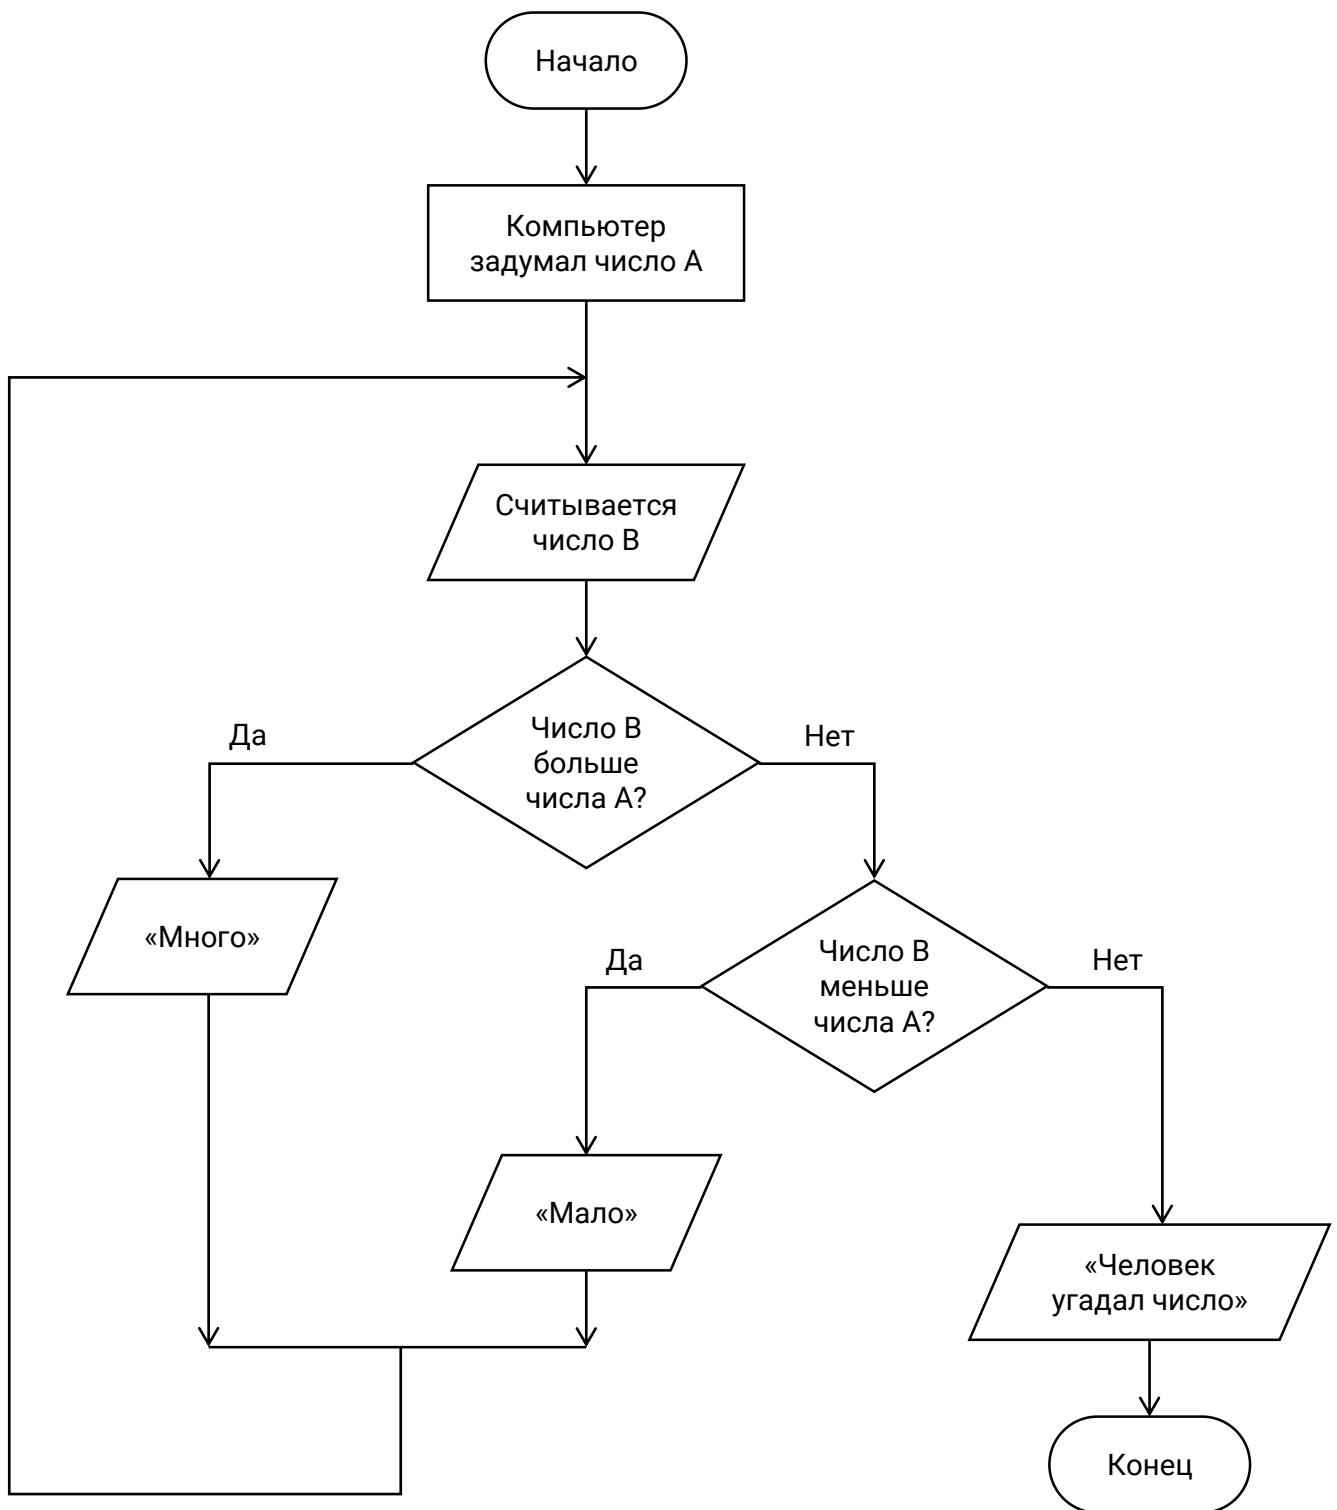 Начало
Компьютер
задумал число А
Считывается
число В
Да
Число В
больше
числа А?
Нет
«Много»
Да
Число В
меньше
числа А?
Нет
«Мало»
«Человек
угадал число»
Конец